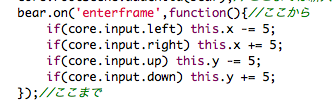 bear.on('enterframe',function(){//ここから
if(core.input.left) this.x -= 5;
if(core.input.right) this.x += 5;
if(core.input.up) this.y -= 5;
if(core.input.down) this.y += 5;
});//ここまで